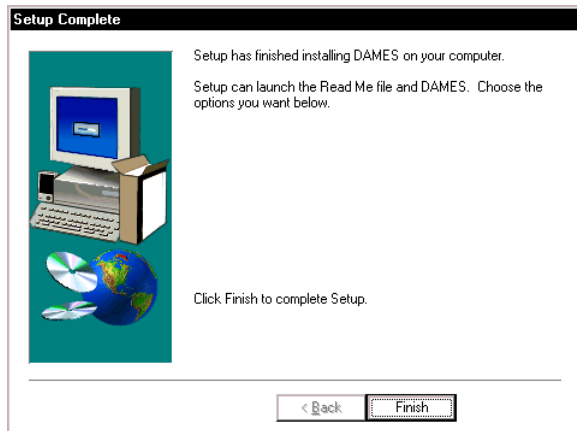 Setup Complete
Setup has finished installing DAMES on your computer.
Setup can launch the Read Me file and DAMES. Choose the
options you want below.
Click Finish to complete Setup.
< Back
Finish